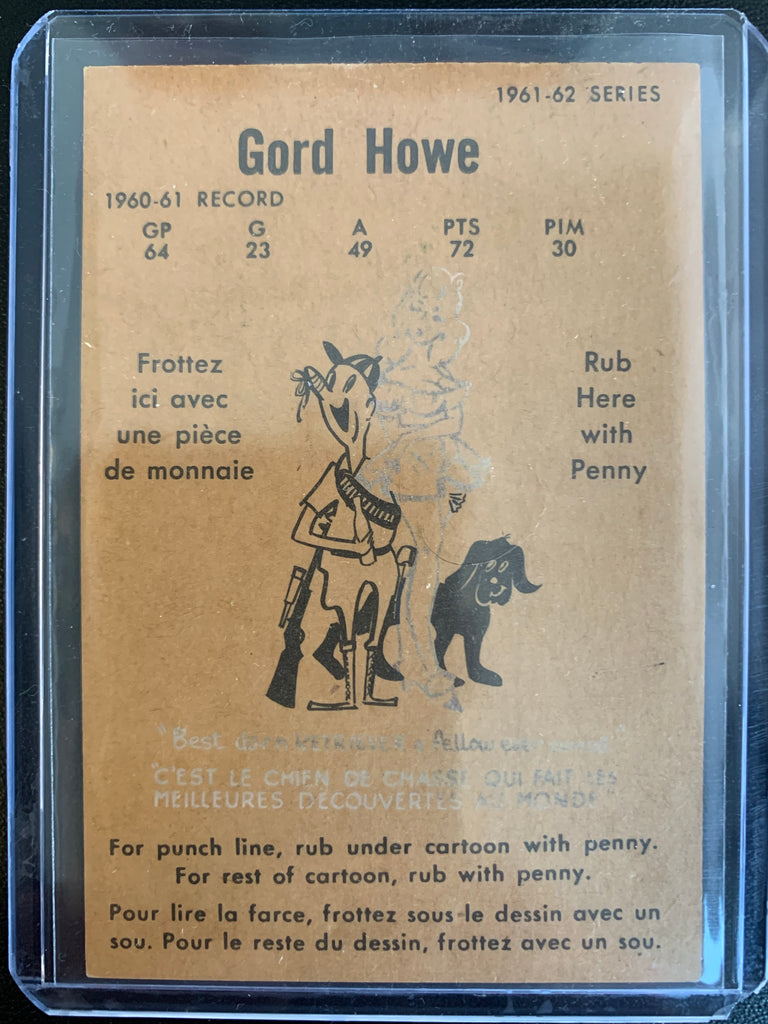 1961-62 SERIES
Gord Howe
1960-61 RECORD
GP G A PTS PIM
64 23 49 72 30
Frottez
ici avec
une pièce
de monnaie
Rub
Here
with
Penny
"Best RETRIEVER a fellow ever
"C'EST LE CHIEN DE CHASSE QUI FAIT LES
MEILLEURES DÉCOUVERTES AU MONDE"
For punch line, rub under cartoon with penny.
For rest of cartoon, rub with penny.
Pour lire la farce, frottez sous le dessin avec un
sou. Pour le reste du dessin, frottez avec un sou.